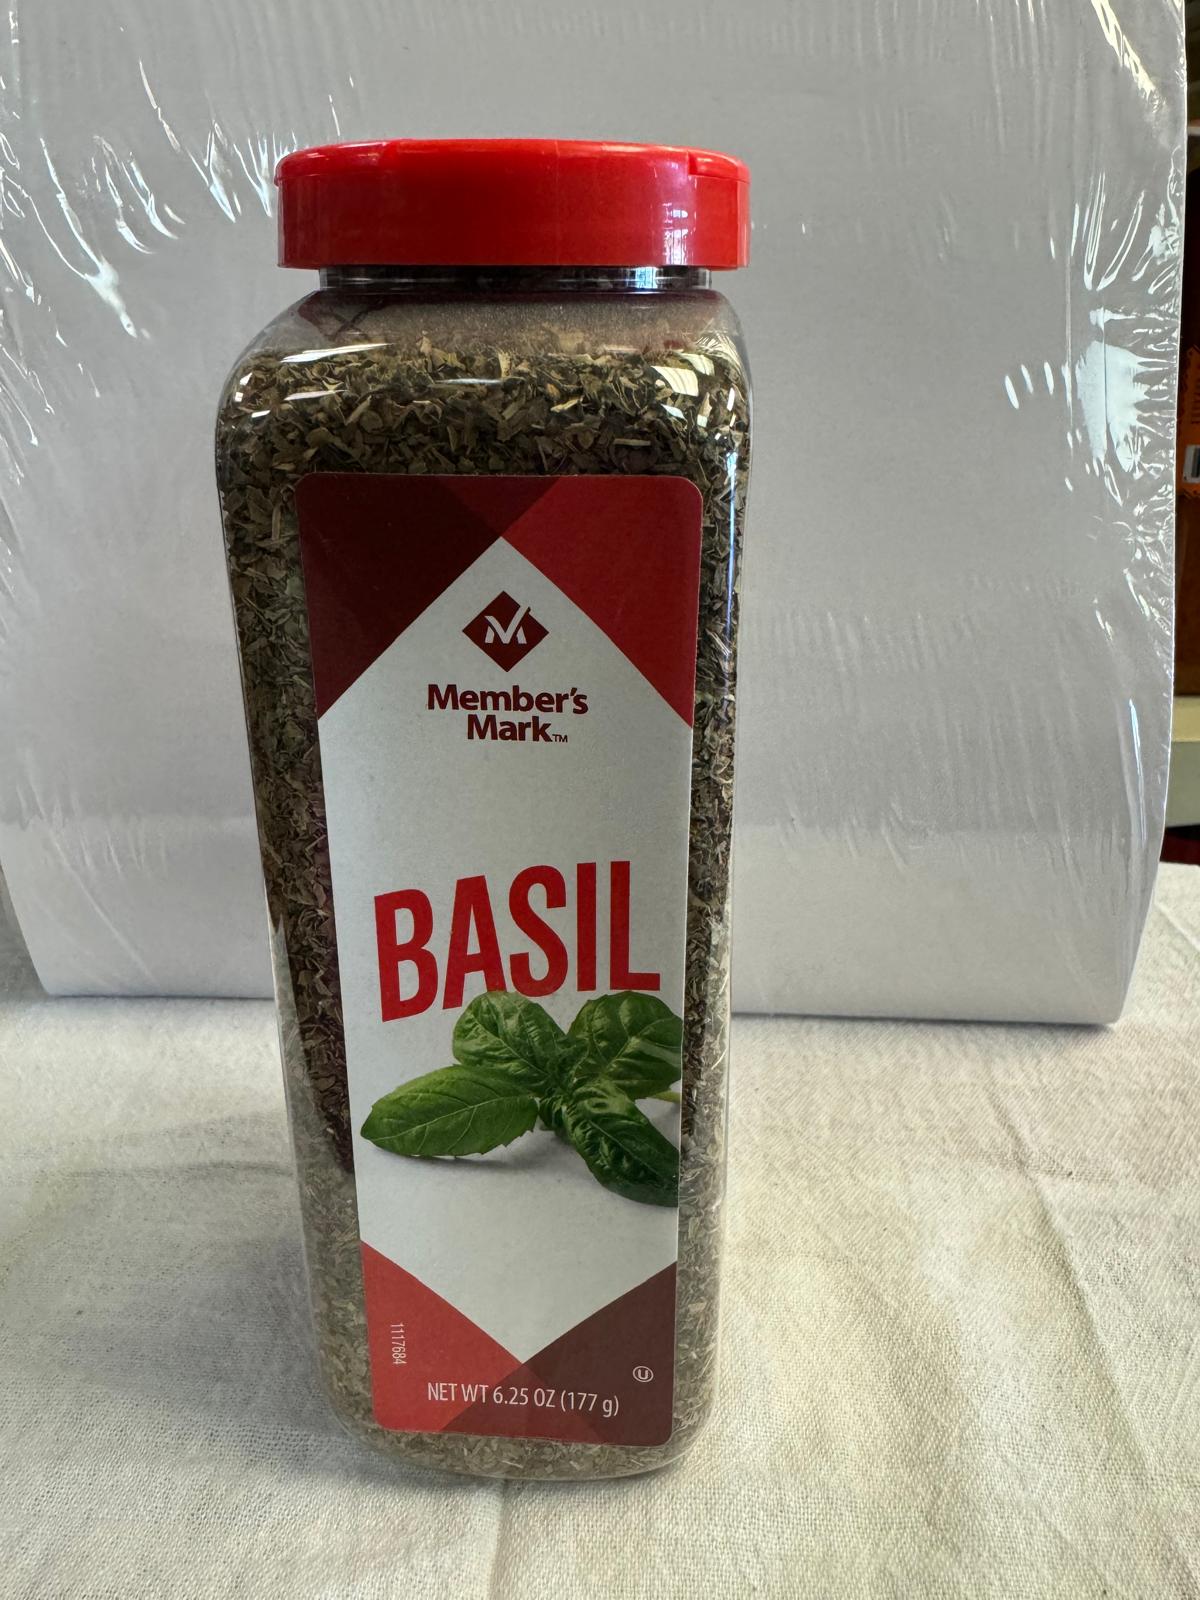 Member's
Mark™
BASIL
1117684
U
NET WT 6.25 OZ (177 g)